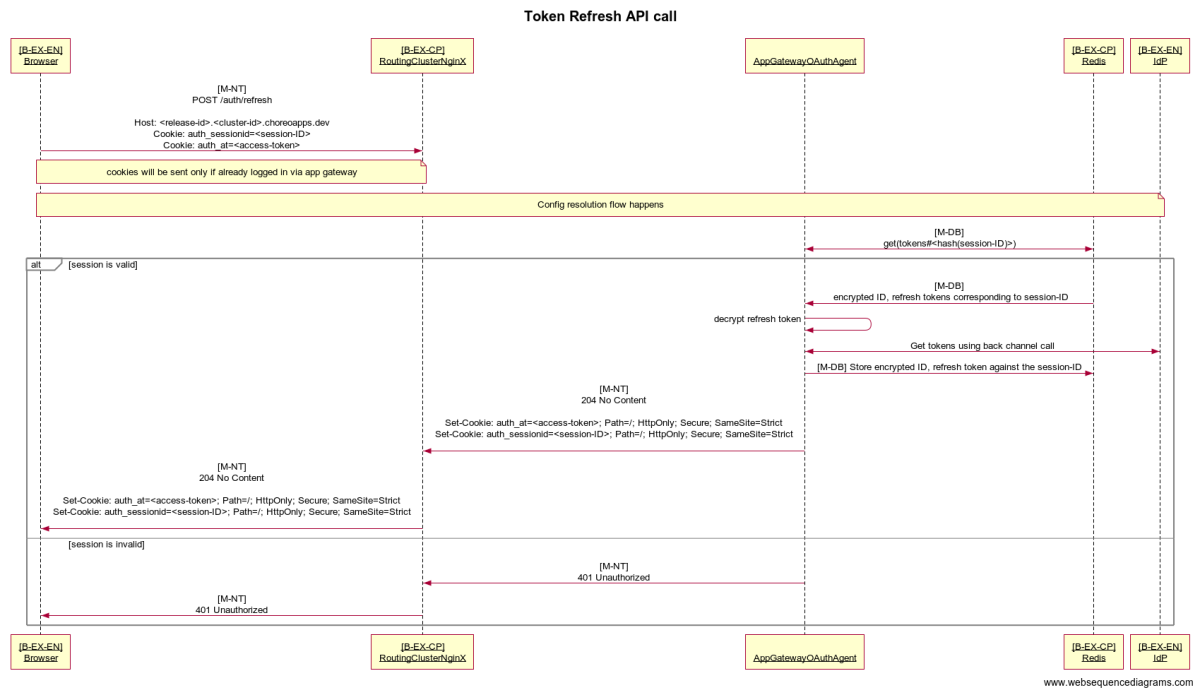 Token Refresh API call
[B-EX-EN]
Browser
[B-EX-CP]
RoutingClusterNginX
AppGatewayOAuthAgent
[B-EX-CP]
Redis
[B-EX-EN]
IdP
[M-NT]
POST /auth/refresh
Host: <release-id>.<cluster-id>.choreoapps.dev
Cookie: auth_sessionid=<session-ID>
Cookie: auth_at=<access-token>
cookies will be sent only if already logged in via app gateway
Config resolution flow happens
[M-DB]
get(tokens#<hash(session-ID)>)
alt
[session is valid]
[M-DB]
encrypted ID, refresh tokens corresponding to session-ID
decrypt refresh token
Get tokens using back channel call
[M-DB] Store encrypted ID, refresh token against the session-ID
[M-NT]
204 No Content
Set-Cookie: auth_at=<access-token>; Path=/; HttpOnly; Secure; SameSite=Strict
Set-Cookie: auth_sessionid=<session-ID>; Path=/; HttpOnly; Secure; SameSite=Strict
[M-NT]
204 No Content
Set-Cookie: auth_at=<access-token>; Path=/; HttpOnly; Secure; SameSite=Strict
Set-Cookie: auth_sessionid=<session-ID>; Path=/; HttpOnly; Secure; SameSite=Strict
[session is invalid]
[M-NT]
401 Unauthorized
[M-NT]
401 Unauthorized
[B-EX-EN]
Browser
[B-EX-CP]
RoutingClusterNginX
AppGatewayOAuthAgent
[B-EX-CP]
Redis
[B-EX-EN]
IdP
www.websequencediagrams.com